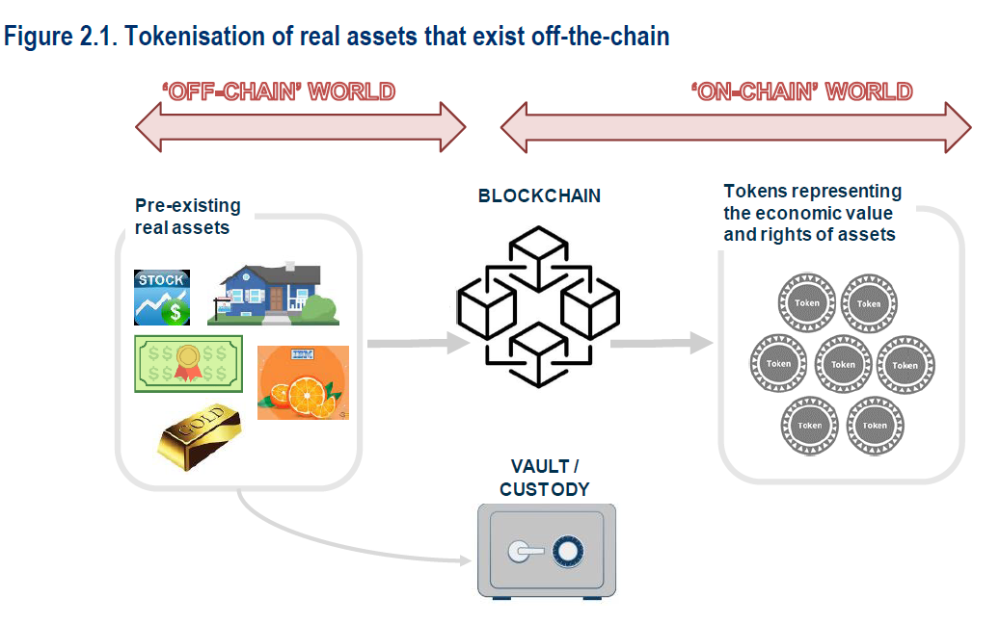 Figure 2.1. Tokenisation of real assets that exist off-the-chain
‘OFF-CHAIN’ WORLD
‘ON-CHAIN’ WORLD
Pre-existing
real assets
BLOCKCHAIN
Tokens representing
the economic value
and rights of assets
STOCK
$
$$ $$
$$ $$
IBM
GOLD
Token
Token
Token
Token
Token
Token
Token
VAULT /
CUSTODY